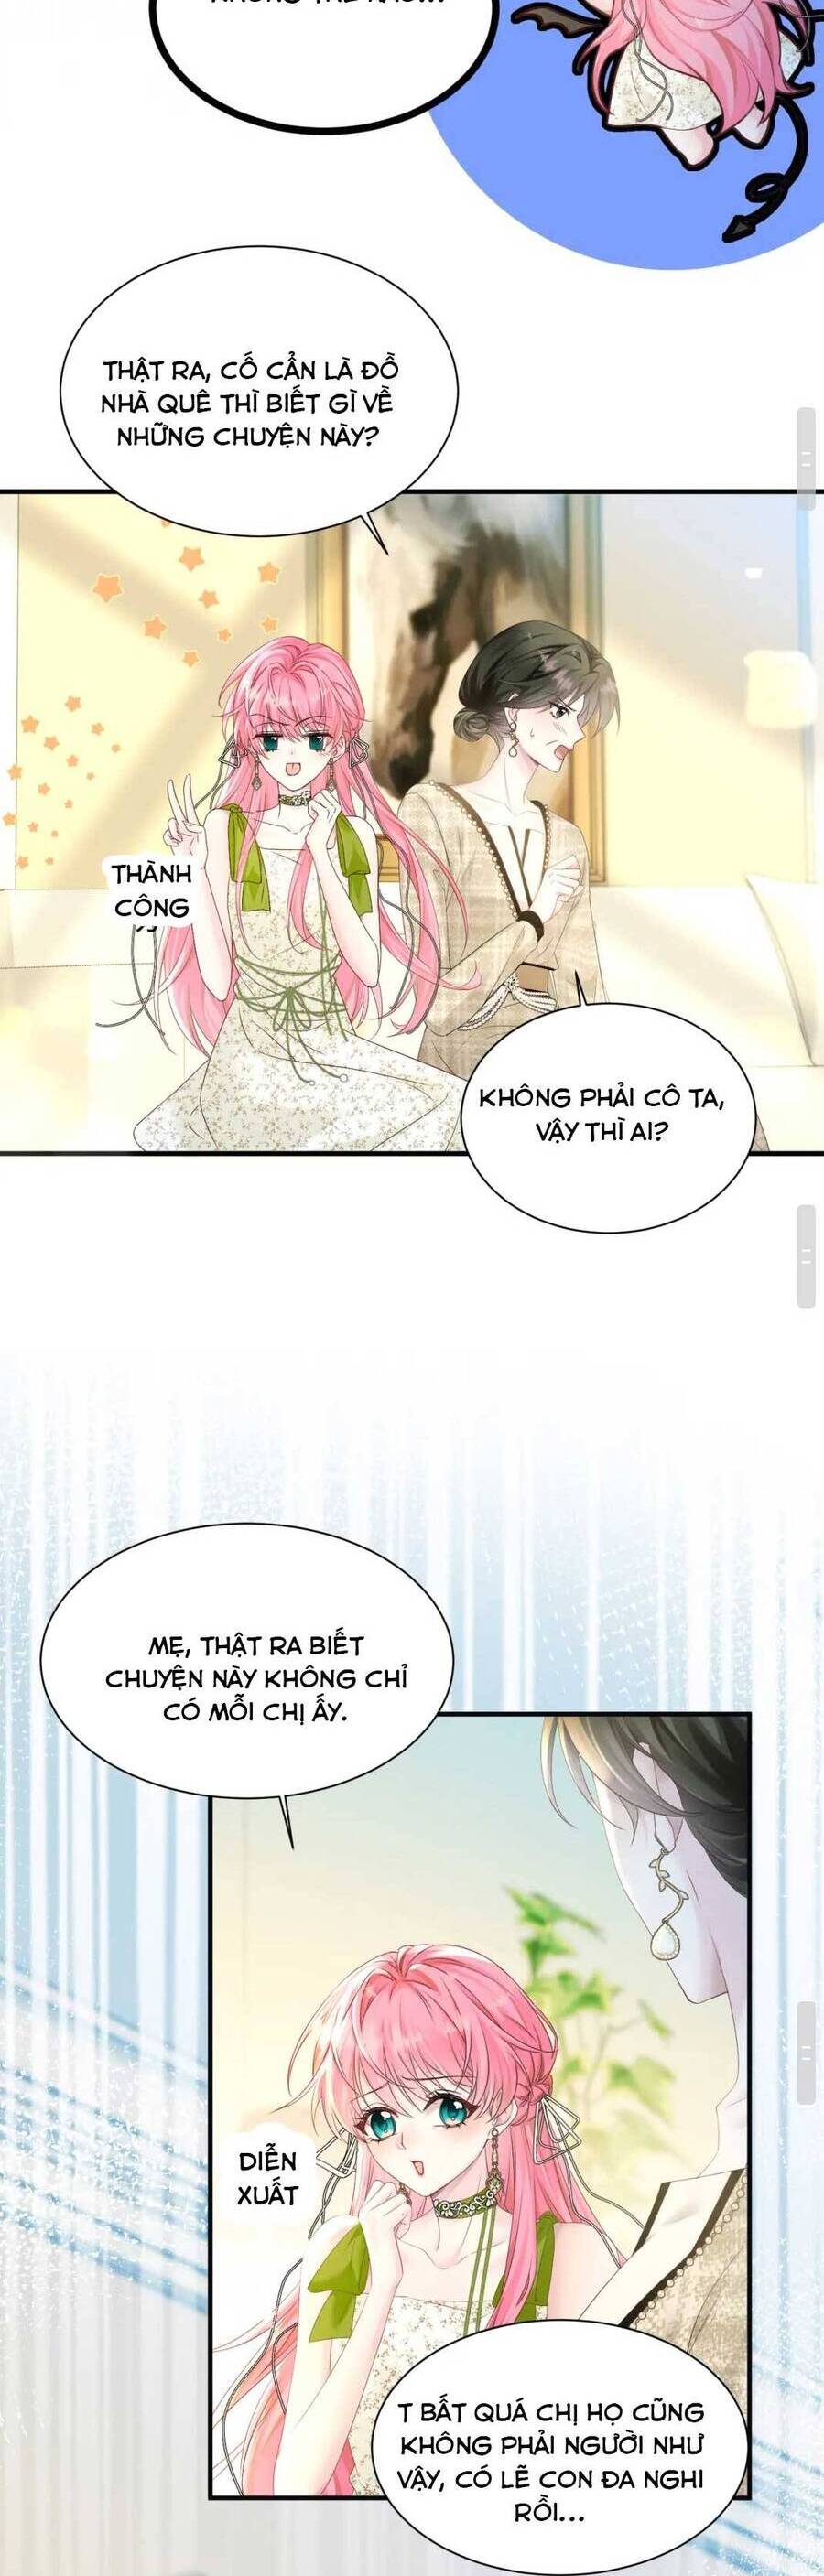 THẬT RA, CỐ CẨN LÀ ĐỒ
NHÀ QUÊ THÌ BIẾT GÌ VỀ
NHỮNG CHUYỆN NÀY?
THÀNH
CÔNG
KHÔNG PHẢI CÔ TA,
VẬY THÌ AI?
MẸ, THẬT RA BIẾT
CHUYỆN NÀY KHÔNG CHỈ
CÓ MỖI CHỊ ẤY.
DIỄN
XUẤT
T BẤT QUÁ CHỊ HỌ CŨNG
KHÔNG PHẢI NGƯỜI NHƯ
VẬY, CÓ LẼ CON ĐA NGHI
RỒI...